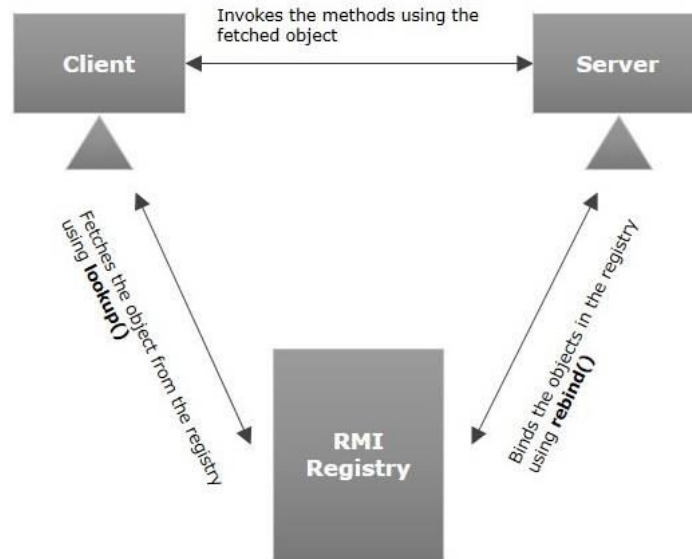 Invokes the methods using the
fetched object
Client
Server
Fetches the object from the registry
using lookup()
Binds the objects in the registry
using rebind()
RMI
Registry